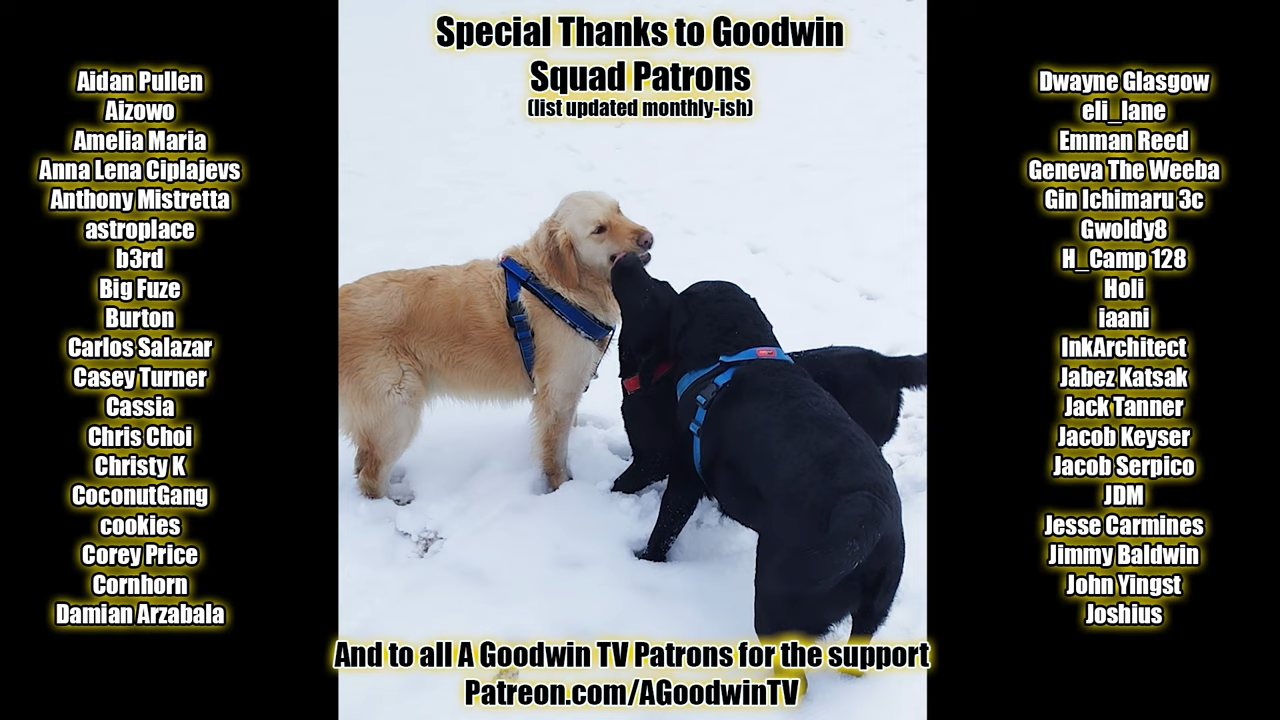 Special Thanks to Goodwin
Squad Patrons
(list updated monthly-ish)
Aidan Pullen
Aizowo
Amelia Maria
Anna Lena Ciplajevs
Anthony Mistretta
astroplace
b3rd
Big Fuze
Burton
Carlos Salazar
Casey Turner
Cassia
Chris Choi
Christy K
CoconutGang
cookies
Corey Price
Cornhorn
Damian Arzabala
Dwayne Glasgow
eli_lane
Emman Reed
Geneva The Weeba
Gin Ichimaru 3c
Gwoldy8
H_Camp 128
Holi
iaani
InkArchitect
Jabez Katsak
Jack Tanner
Jacob Keyser
Jacob Serpico
JDM
Jesse Carmines
Jimmy Baldwin
John Yingst
Joshius
And to all A Goodwin TV Patrons for the support
Patreon.com/AGoodwinTV